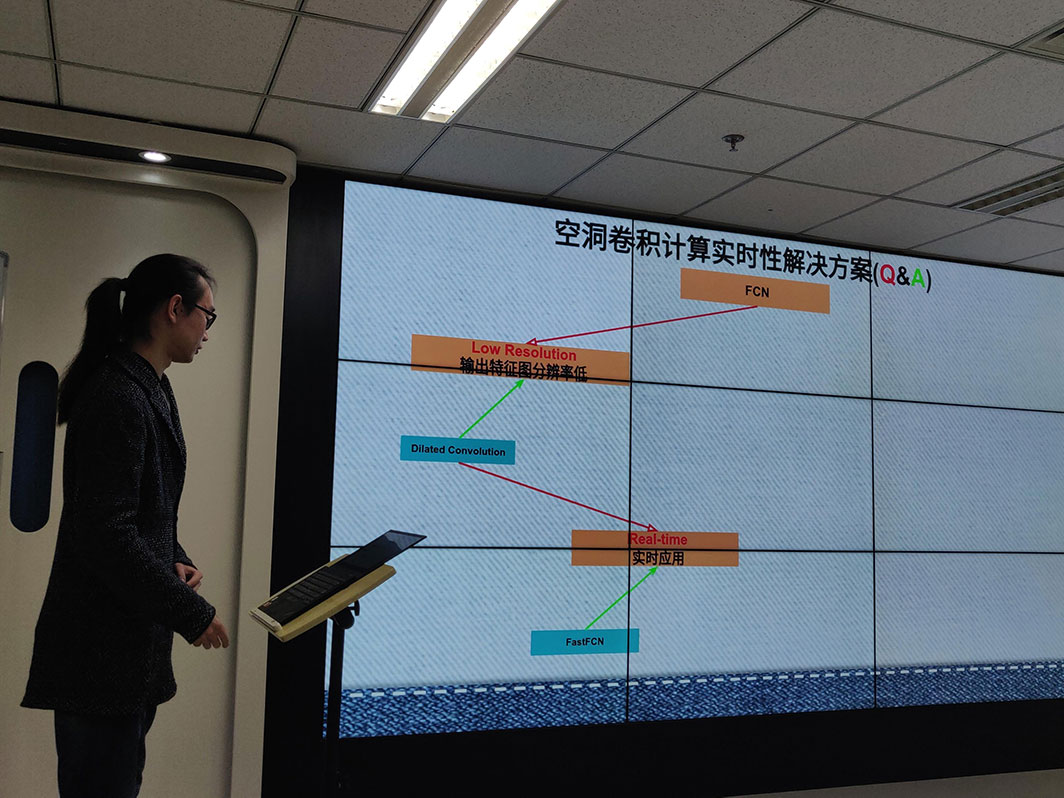 空洞卷积计算实时性解决方案(Q&A)
FCN
Low Resolution
输出特征图分辨率低
Dilated Convolution
Real-time
实时应用
FastFCN